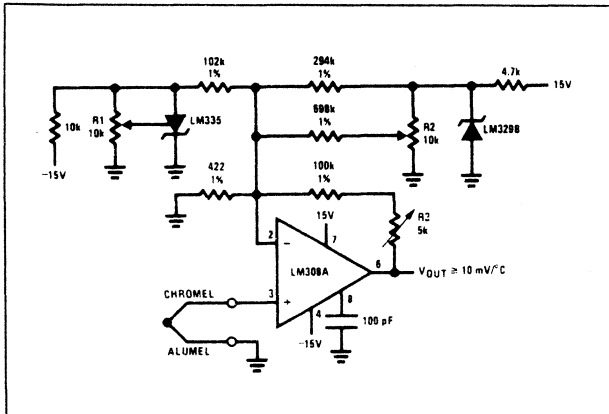 102k
1%
294k
1%
4.7k
15V
10k
R1
10k
LM335
698k
1%
R2
10k
LM329B
-15V
422
1%
100k
1%
15V
R3
5k
2
-
7
LM308A
6
VOUT ≥ 10 mV/°C
CHROMEL
3
+
4
8
100 pF
-15V
ALUMEL